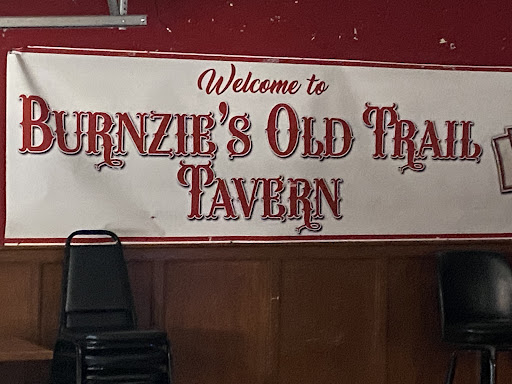 Welcome to
BURNZIE'S OLD TRAIL
TAVERN